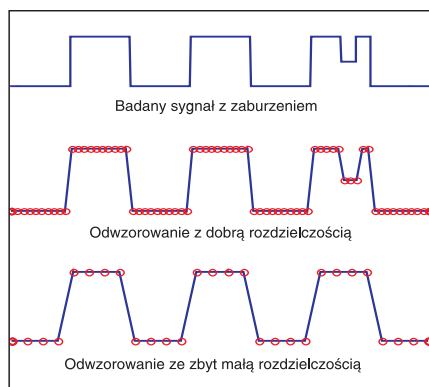 Badany sygnał z zaburzeniem
Odwzorowanie z dobrą rozdzielczością
Odwzorowanie ze zbyt małą rozdzielczością